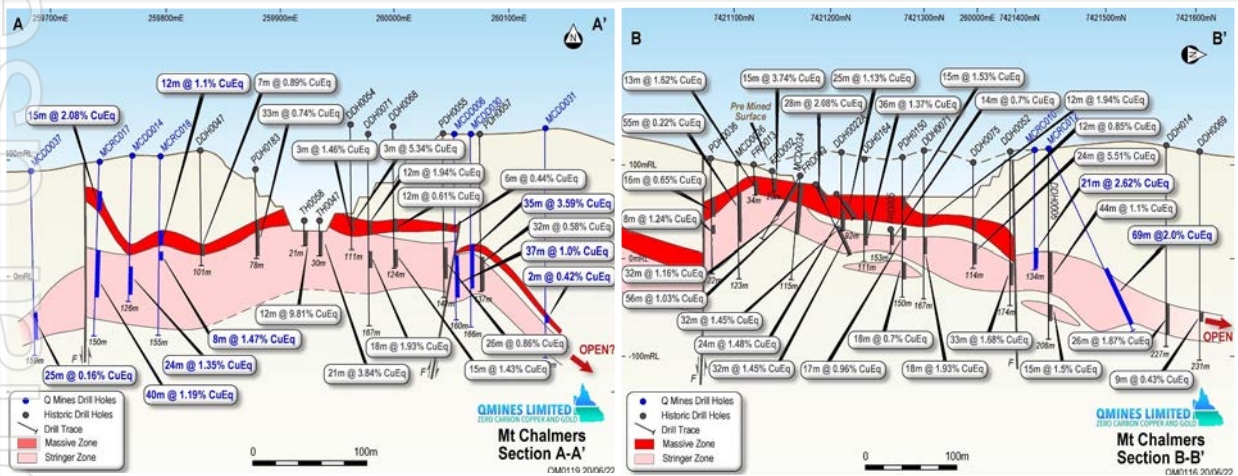 259700mE
259800mE
259900mE
260000mE
260100mE
A
A'
N
12m @ 1.1% CuEq
7m @ 0.89% CuEq
15m @ 2.08% CuEq
33m @ 0.74% CuEq
3m @ 1.46% CuEq
3m @ 5.34% CuEq
12m @ 1.94% CuEq
12m @ 0.61% CuEq
6m @ 0.44% CuEq
35m @ 3.59% CuEq
32m @ 0.58% CuEq
37m @ 1.0% CuEq
2m @ 0.42% CuEq
MCDD037
MCRC017
MCDD014
MCRC018
DDH0047
PDH0183
TH0058
TH0047
DDH0054
DDH0071
DDH0068
PDH0055
MCDD006
MCDD030
PDH0057
MCDD031
0mRL
101m
78m
21m
30m
111m
124m
126m
150m
155m
167m
160m
166m
12m @ 9.81% CuEq
8m @ 1.47% CuEq
24m @ 1.35% CuEq
40m @ 1.19% CuEq
25m @ 0.16% CuEq
21m @ 3.84% CuEq
18m @ 1.93% CuEq
15m @ 1.43% CuEq
26m @ 0.86% CuEq
F
F
OPEN?
Q Mines Drill Holes
Historic Drill Holes
Drill Trace
Massive Zone
Stringer Zone
0
100m
QMINES LIMITED
ZERO CARBON COPPER AND GOLD
Mt Chalmers
Section A-A'
QM0119 20/06/22
7421100mN
7421200mN
7421300mN
260000mE
7421400mN
7421500mN
7421600mN
B
B'
N
13m @ 1.62% CuEq
15m @ 3.74% CuEq
25m @ 1.13% CuEq
15m @ 1.53% CuEq
Pre Mined
Surface
28m @ 2.08% CuEq
36m @ 1.37% CuEq
14m @ 0.7% CuEq
12m @ 1.94% CuEq
55m @ 0.22% CuEq
12m @ 0.85% CuEq
24m @ 5.51% CuEq
16m @ 0.65% CuEq
21m @ 2.62% CuEq
8m @ 1.24% CuEq
44m @ 1.1% CuEq
69m @2.0% CuEq
PDH0036
MCDD034
DDH0164
PDH0150
DDH0071
DDH0075
DDH0052
MCRC010
DDH014
DDH0069
100mRL
-100mRL
34m
92m
111m
153m
123m
115m
150m
167m
114m
174m
134m
208m
227m
231m
32m @ 1.16% CuEq
56m @ 1.03% CuEq
32m @ 1.45% CuEq
24m @ 1.48% CuEq
32m @ 1.45% CuEq
17m @ 0.96% CuEq
18m @ 0.7% CuEq
18m @ 1.93% CuEq
33m @ 1.68% CuEq
15m @ 1.5% CuEq
26m @ 1.87% CuEq
9m @ 0.43% CuEq
F
F
OPEN
Q Mines Drill Holes
Historic Drill Holes
Drill Trace
Massive Zone
Stringer Zone
0
100m
QMINES LIMITED
ZERO CARBON COPPER AND GOLD
Mt Chalmers
Section B-B'
QM0116 20/06/22